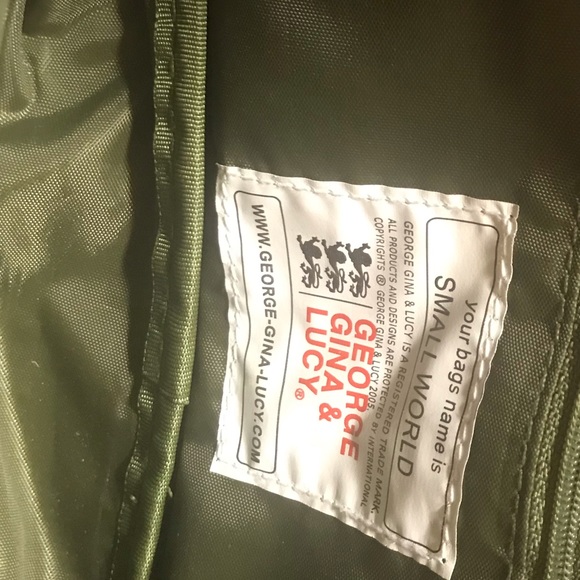 your bags name is
SMALL WORLD
GEORGE GINA & LUCY IS A REGISTERED TRADE MARK.
ALL PRODUCTS AND DESIGNS ARE PROTECTED BY INTERNATIONAL
COPYRIGHTS ® GEORGE GINA & LUCY 2005
GEORGE
GINA &
LUCY®
WWW.GEORGE-GINA-LUCY.COM